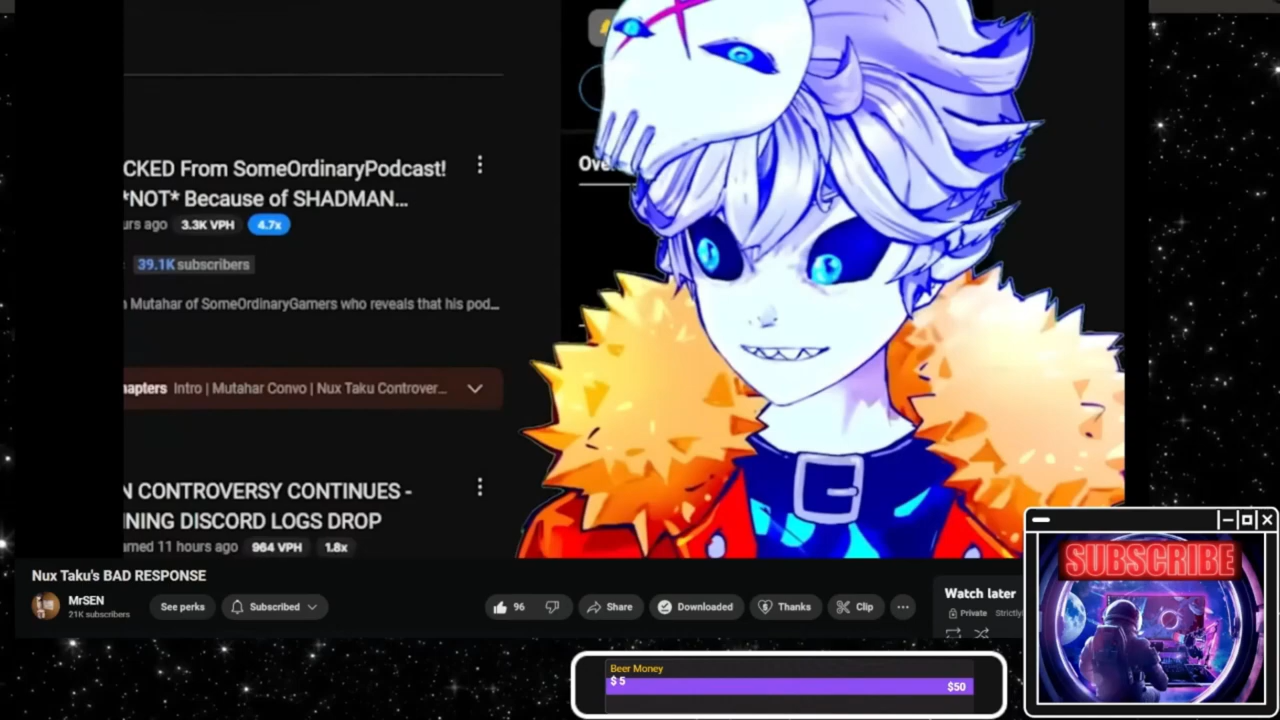 CKED From SomeOrdinaryPodcast!
*NOT* Because of SHADMAN...
urs ago 3.3K VPH 4.7x
39.1K subscribers
Mutahar of SomeOrdinaryGamers who reveals that his pod...
hapters Intro | Mutahar Convo | Nux Taku Controver...
N CONTROVERSY CONTINUES -
NING DISCORD LOGS DROP
amed 11 hours ago 964 VPH 1.8x
Ove
Nux Taku's BAD RESPONSE
MrSEN
21K subscribers
See perks
Subscribed
96
Share
Downloaded
Thanks
Clip
Watch later
Private Strictly
SUBSCRIBE
Beer Money
$5
$50